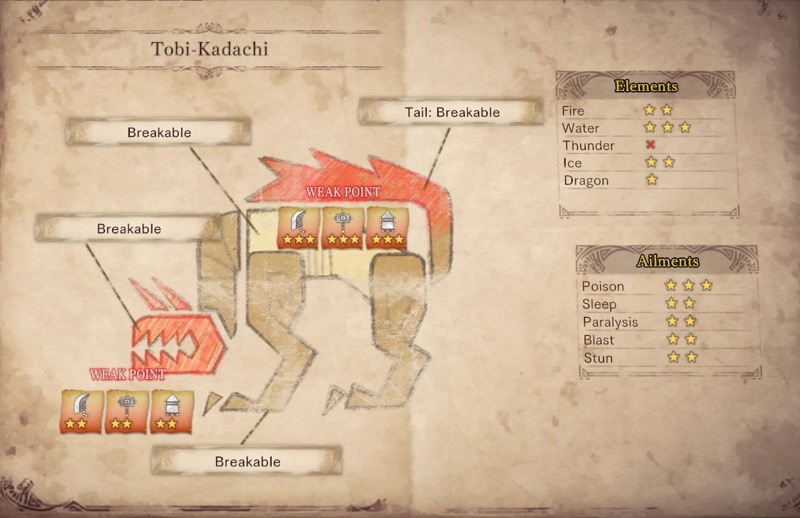 Tobi-Kadachi
Breakable
Tail: Breakable
Breakable
WEAK POINT
WEAK POINT
Breakable
Elements
Fire
Water
Thunder
Ice
Dragon
Ailments
Poison
Sleep
Paralysis
Blast
Stun